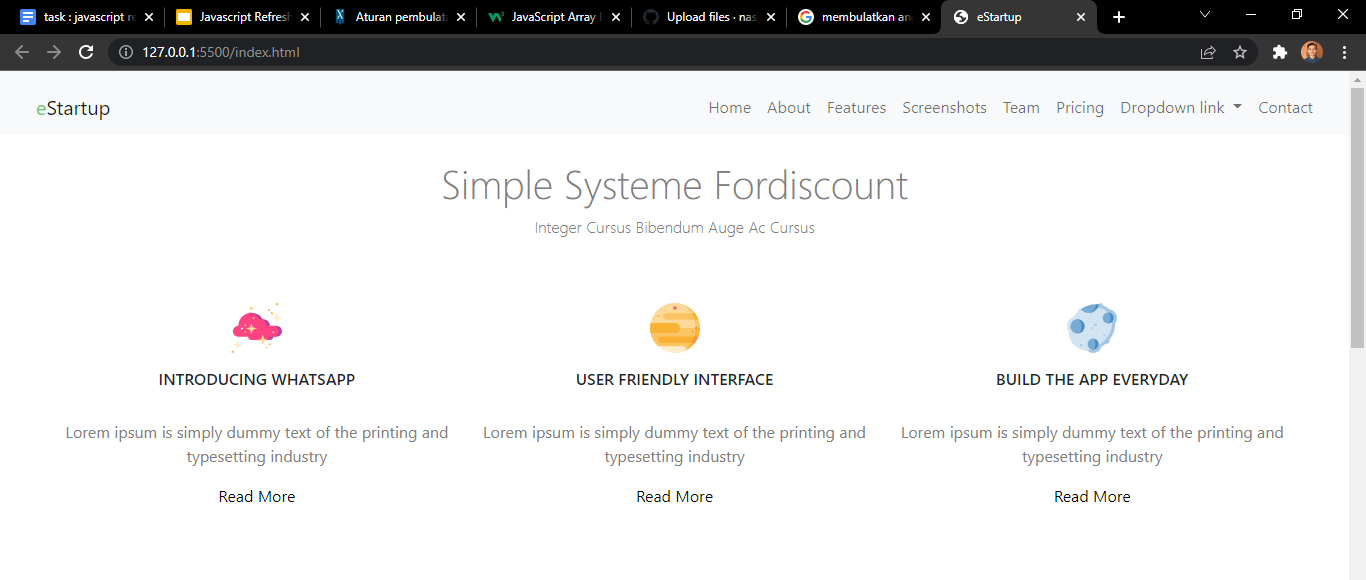 task : javascript re
Javascript Refresh
Aturan pembulat
JavaScript Array
Upload files · nas
membulatkan an
eStartup
127.0.0.1:5500/index.html
eStartup
Home About Features Screenshots Team Pricing Dropdown link Contact
Simple Systeme Fordiscount
Integer Cursus Bibendum Auge Ac Cursus
INTRODUCING WHATSAPP
Lorem ipsum is simply dummy text of the printing and
typesetting industry
Read More
USER FRIENDLY INTERFACE
Lorem ipsum is simply dummy text of the printing and
typesetting industry
Read More
BUILD THE APP EVERYDAY
Lorem ipsum is simply dummy text of the printing and
typesetting industry
Read More